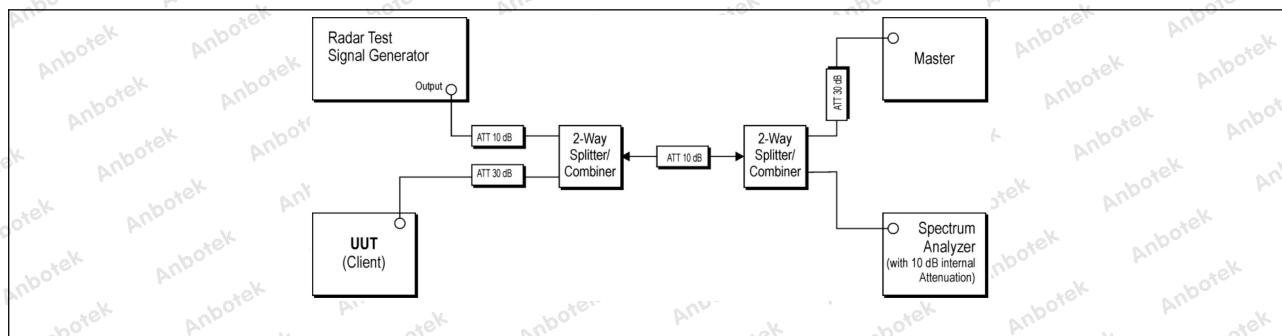 Radar Test
Signal Generator
Output
ATT 10 dB
ATT 30 dB
2-Way
Splitter/
Combiner
ATT 10 dB
2-Way
Splitter/
Combiner
ATT 30 dB
Master
UUT
(Client)
Spectrum
Analyzer
(with 10 dB internal
Attenuation)
Anbotek